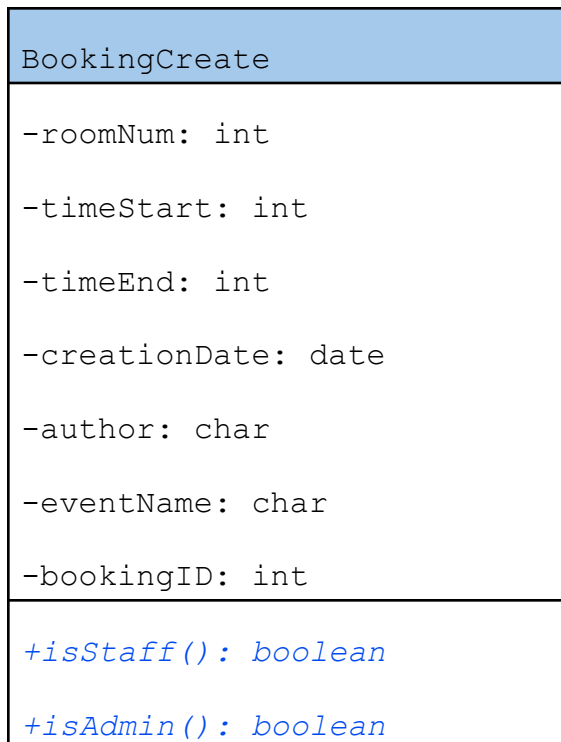 BookingCreate
-roomNum: int
-timeStart: int
-timeEnd: int
-creationDate: date
-author: char
-eventName: char
-bookingID: int
+isStaff(): boolean
+isAdmin(): boolean